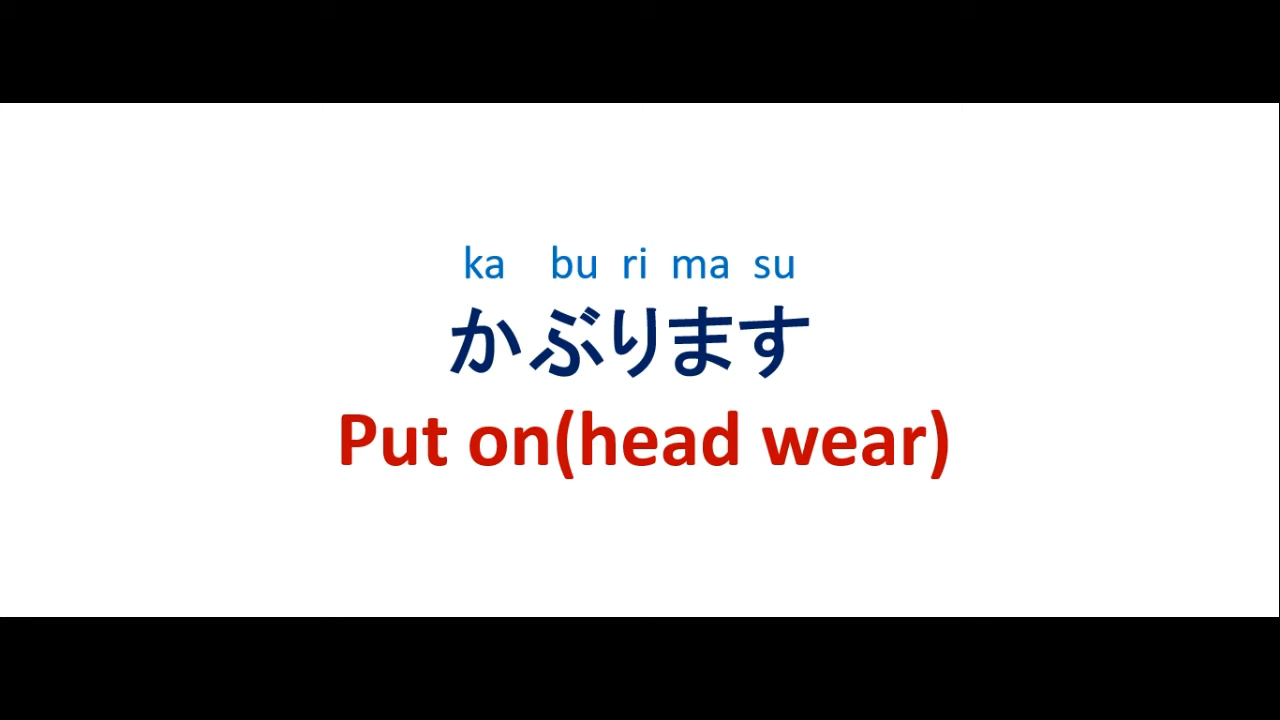 ka bu ri ma su
かぶります
Put on(head wear)